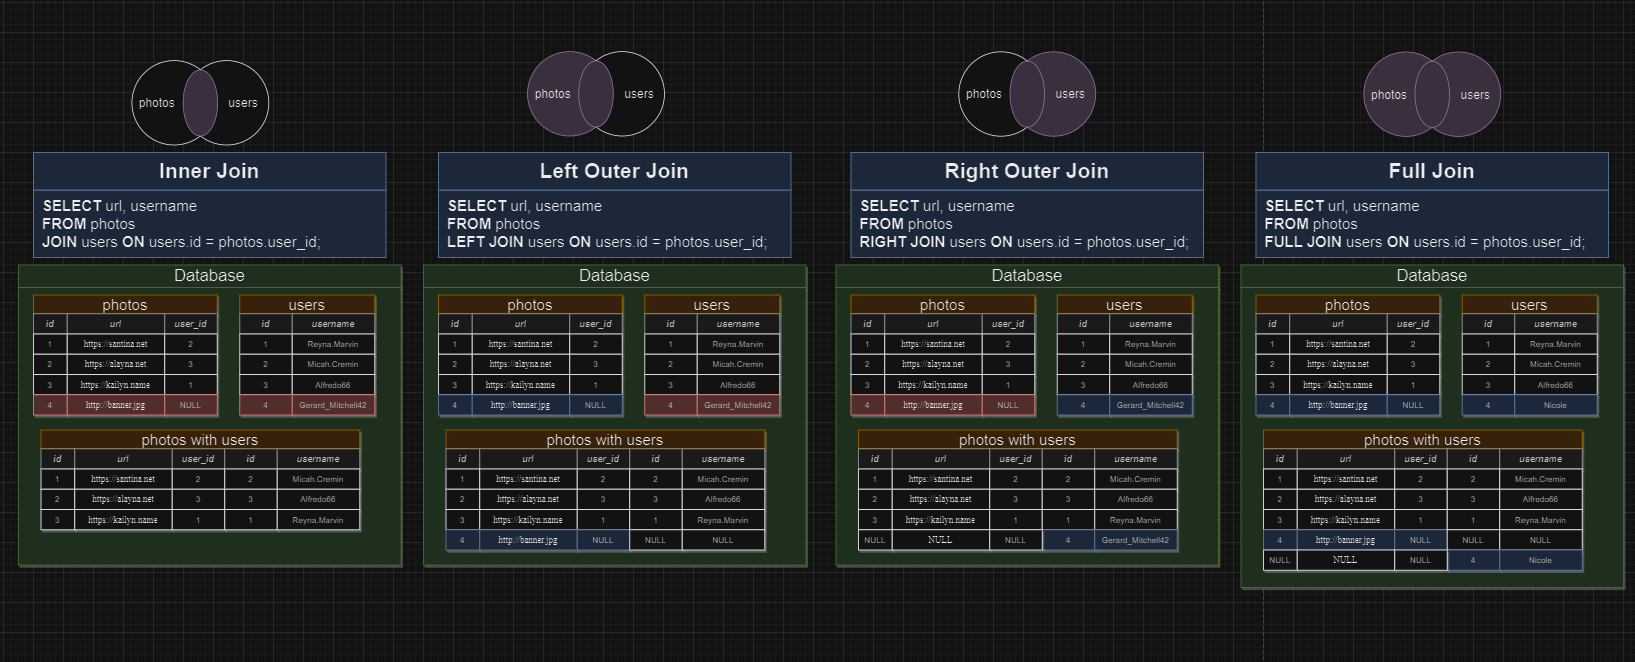 photos users
Inner Join
SELECT url, username
FROM photos
JOIN users ON users.id = photos.user_id;
Database
photos
id url user_id
1 https://santina.net 2
2 https://alayna.net 3
3 https://kailyn.name 1
4 http://banner.jpg NULL
users
id username
1 Reyna.Marvin
2 Micah.Cremin
3 Alfredo66
4 Gerard_Mitchell42
photos with users
id url user_id id username
1 https://santina.net 2 2 Micah.Cremin
2 https://alayna.net 3 3 Alfredo66
3 https://kailyn.name 1 1 Reyna.Marvin
photos users
Left Outer Join
SELECT url, username
FROM photos
LEFT JOIN users ON users.id = photos.user_id;
Database
photos
id url user_id
1 https://santina.net 2
2 https://alayna.net 3
3 https://kailyn.name 1
4 http://banner.jpg NULL
users
id username
1 Reyna.Marvin
2 Micah.Cremin
3 Alfredo66
4 Gerard_Mitchell42
photos with users
id url user_id id username
1 https://santina.net 2 2 Micah.Cremin
2 https://alayna.net 3 3 Alfredo66
3 https://kailyn.name 1 1 Reyna.Marvin
4 http://banner.jpg NULL NULL NULL
photos users
Right Outer Join
SELECT url, username
FROM photos
RIGHT JOIN users ON users.id = photos.user_id;
Database
photos
id url user_id
1 https://santina.net 2
2 https://alayna.net 3
3 https://kailyn.name 1
4 http://banner.jpg NULL
users
id username
1 Reyna.Marvin
2 Micah.Cremin
3 Alfredo66
4 Gerard_Mitchell42
photos with users
id url user_id id username
1 https://santina.net 2 2 Micah.Cremin
2 https://alayna.net 3 3 Alfredo66
3 https://kailyn.name 1 1 Reyna.Marvin
NULL NULL NULL 4 Gerard_Mitchell42
photos users
Full Join
SELECT url, username
FROM photos
FULL JOIN users ON users.id = photos.user_id;
Database
photos
id url user_id
1 https://santina.net 2
2 https://alayna.net 3
3 https://kailyn.name 1
4 http://banner.jpg NULL
users
id username
1 Reyna.Marvin
2 Micah.Cremin
3 Alfredo66
4 Nicole
photos with users
id url user_id id username
1 https://santina.net 2 2 Micah.Cremin
2 https://alayna.net 3 3 Alfredo66
3 https://kailyn.name 1 1 Reyna.Marvin
4 http://banner.jpg NULL NULL NULL
NULL NULL NULL 4 Nicole